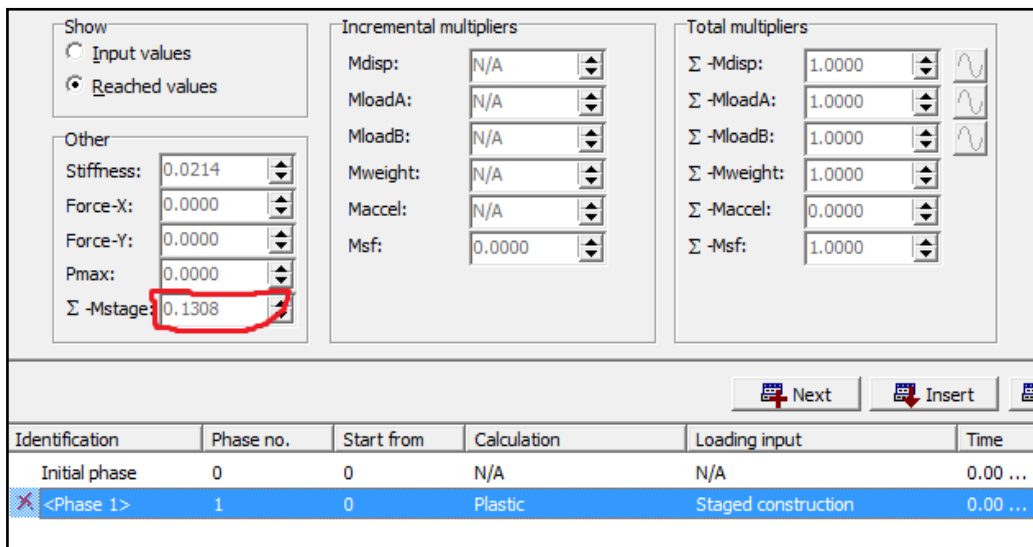 Show
Input values
Reached values
Other
Stiffness: 0.0214
Force-X: 0.0000
Force-Y: 0.0000
Pmax: 0.0000
Σ -Mstage: 0.1308
Incremental multipliers
Mdisp: N/A
MloadA: N/A
MloadB: N/A
Mweight: N/A
Maccel: N/A
Msf: 0.0000
Total multipliers
Σ -Mdisp: 1.0000
Σ -MloadA: 1.0000
Σ -MloadB: 1.0000
Σ -Mweight: 1.0000
Σ -Maccel: 0.0000
Σ -Msf: 1.0000
Next Insert
Identification Phase no. Start from Calculation Loading input Time
Initial phase 0 0 N/A N/A 0.00 ...
<Phase 1> 1 0 Plastic Staged construction 0.00 ...